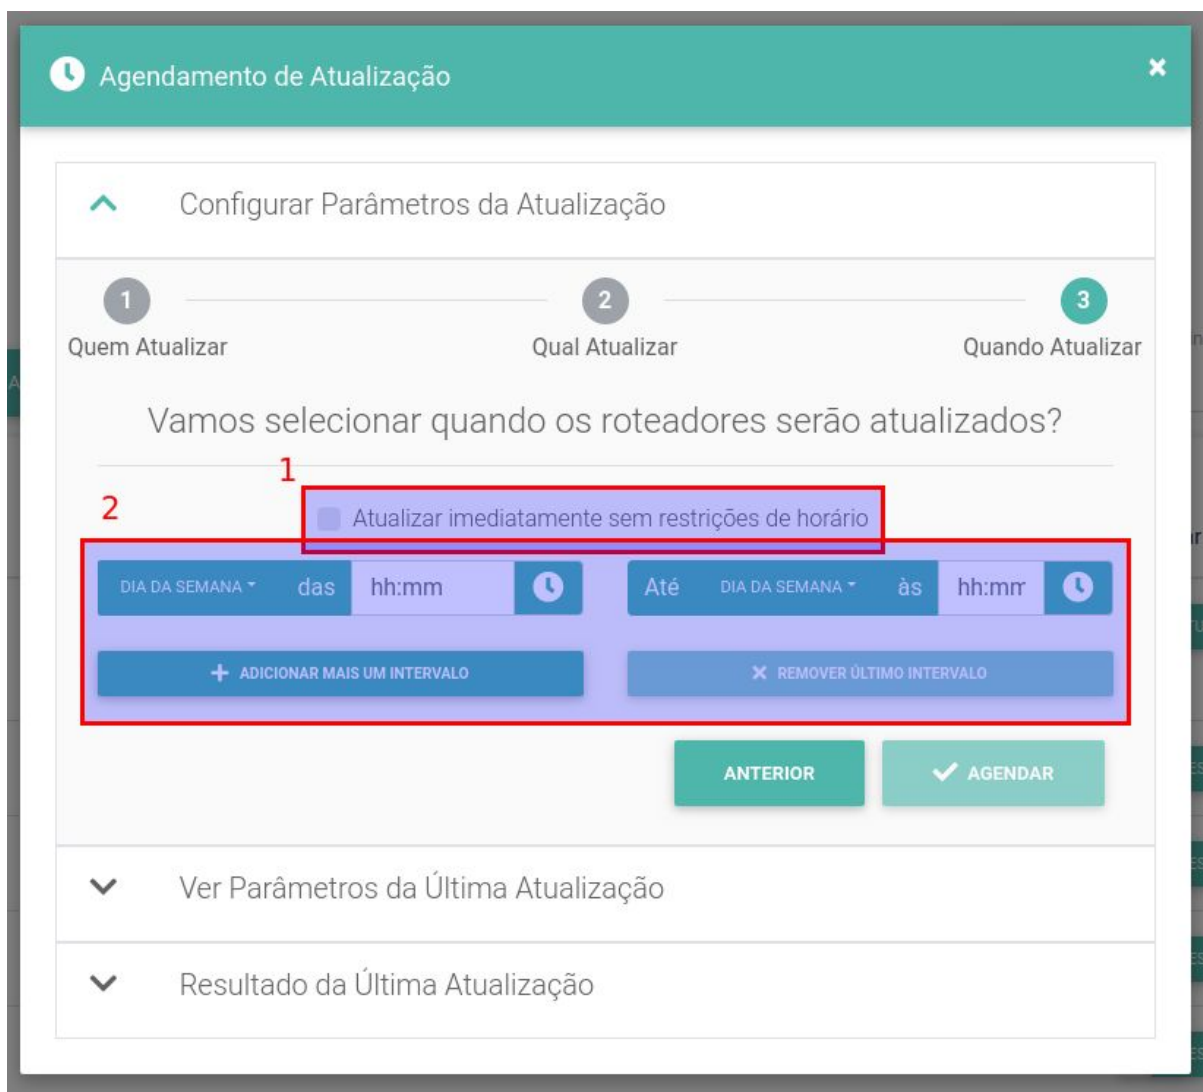 Agendamento de Atualização
Configurar Parâmetros da Atualização
1 2 3
Quem Atualizar Qual Atualizar Quando Atualizar
Vamos selecionar quando os roteadores serão atualizados?
1
2
Atualizar imediatamente sem restrições de horário
DIA DA SEMANA das hh:mm Até DIA DA SEMANA às hh:mm
ADICIONAR MAIS UM INTERVALO REMOVER ÚLTIMO INTERVALO
ANTERIOR AGENDAR
Ver Parâmetros da Última Atualização
Resultado da Última Atualização